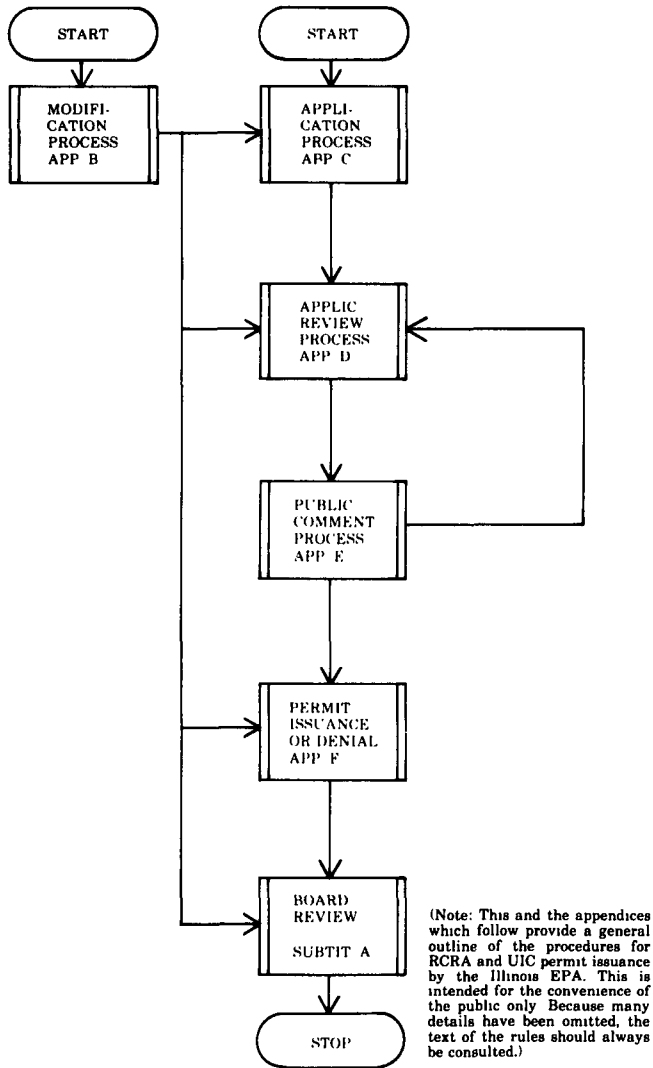 START
START
MODIFI-
CATION
PROCESS
APP B
APPLI-
CATION
PROCESS
APP C
APPLIC
REVIEW
PROCESS
APP D
PUBLIC
COMMENT
PROCESS
APP E
PERMIT
ISSUANCE
OR DENIAL
APP F
BOARD
REVIEW
SUBTIT A
STOP
(Note: This and the appendices
which follow provide a general
outline of the procedures for
RCRA and UIC permit issuance
by the Illinois EPA. This is
intended for the convenience of
the public only Because many
details have been omitted, the
text of the rules should always
be consulted.)